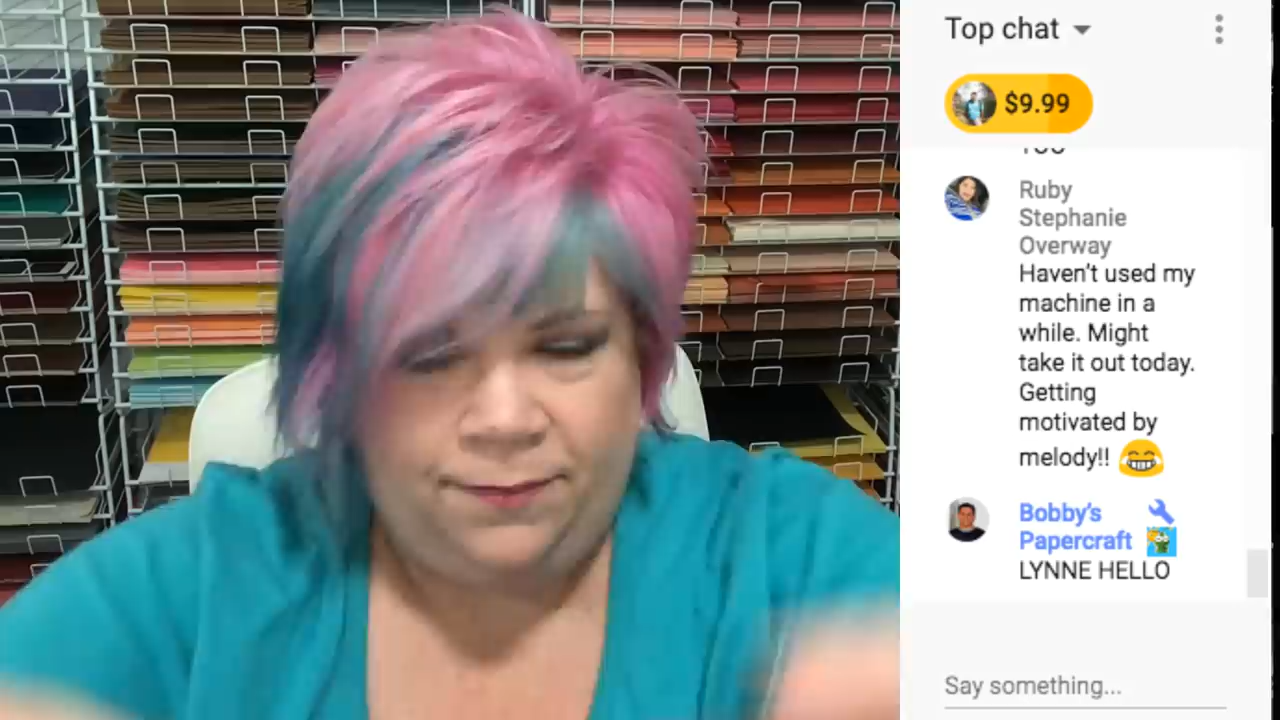 Top chat
$9.99
Ruby
Stephanie
Overway
Haven't used my
machine in a
while. Might
take it out today.
Getting
motivated by
melody!!
Bobby's
Papercraft
LYNNE HELLO
Say something...